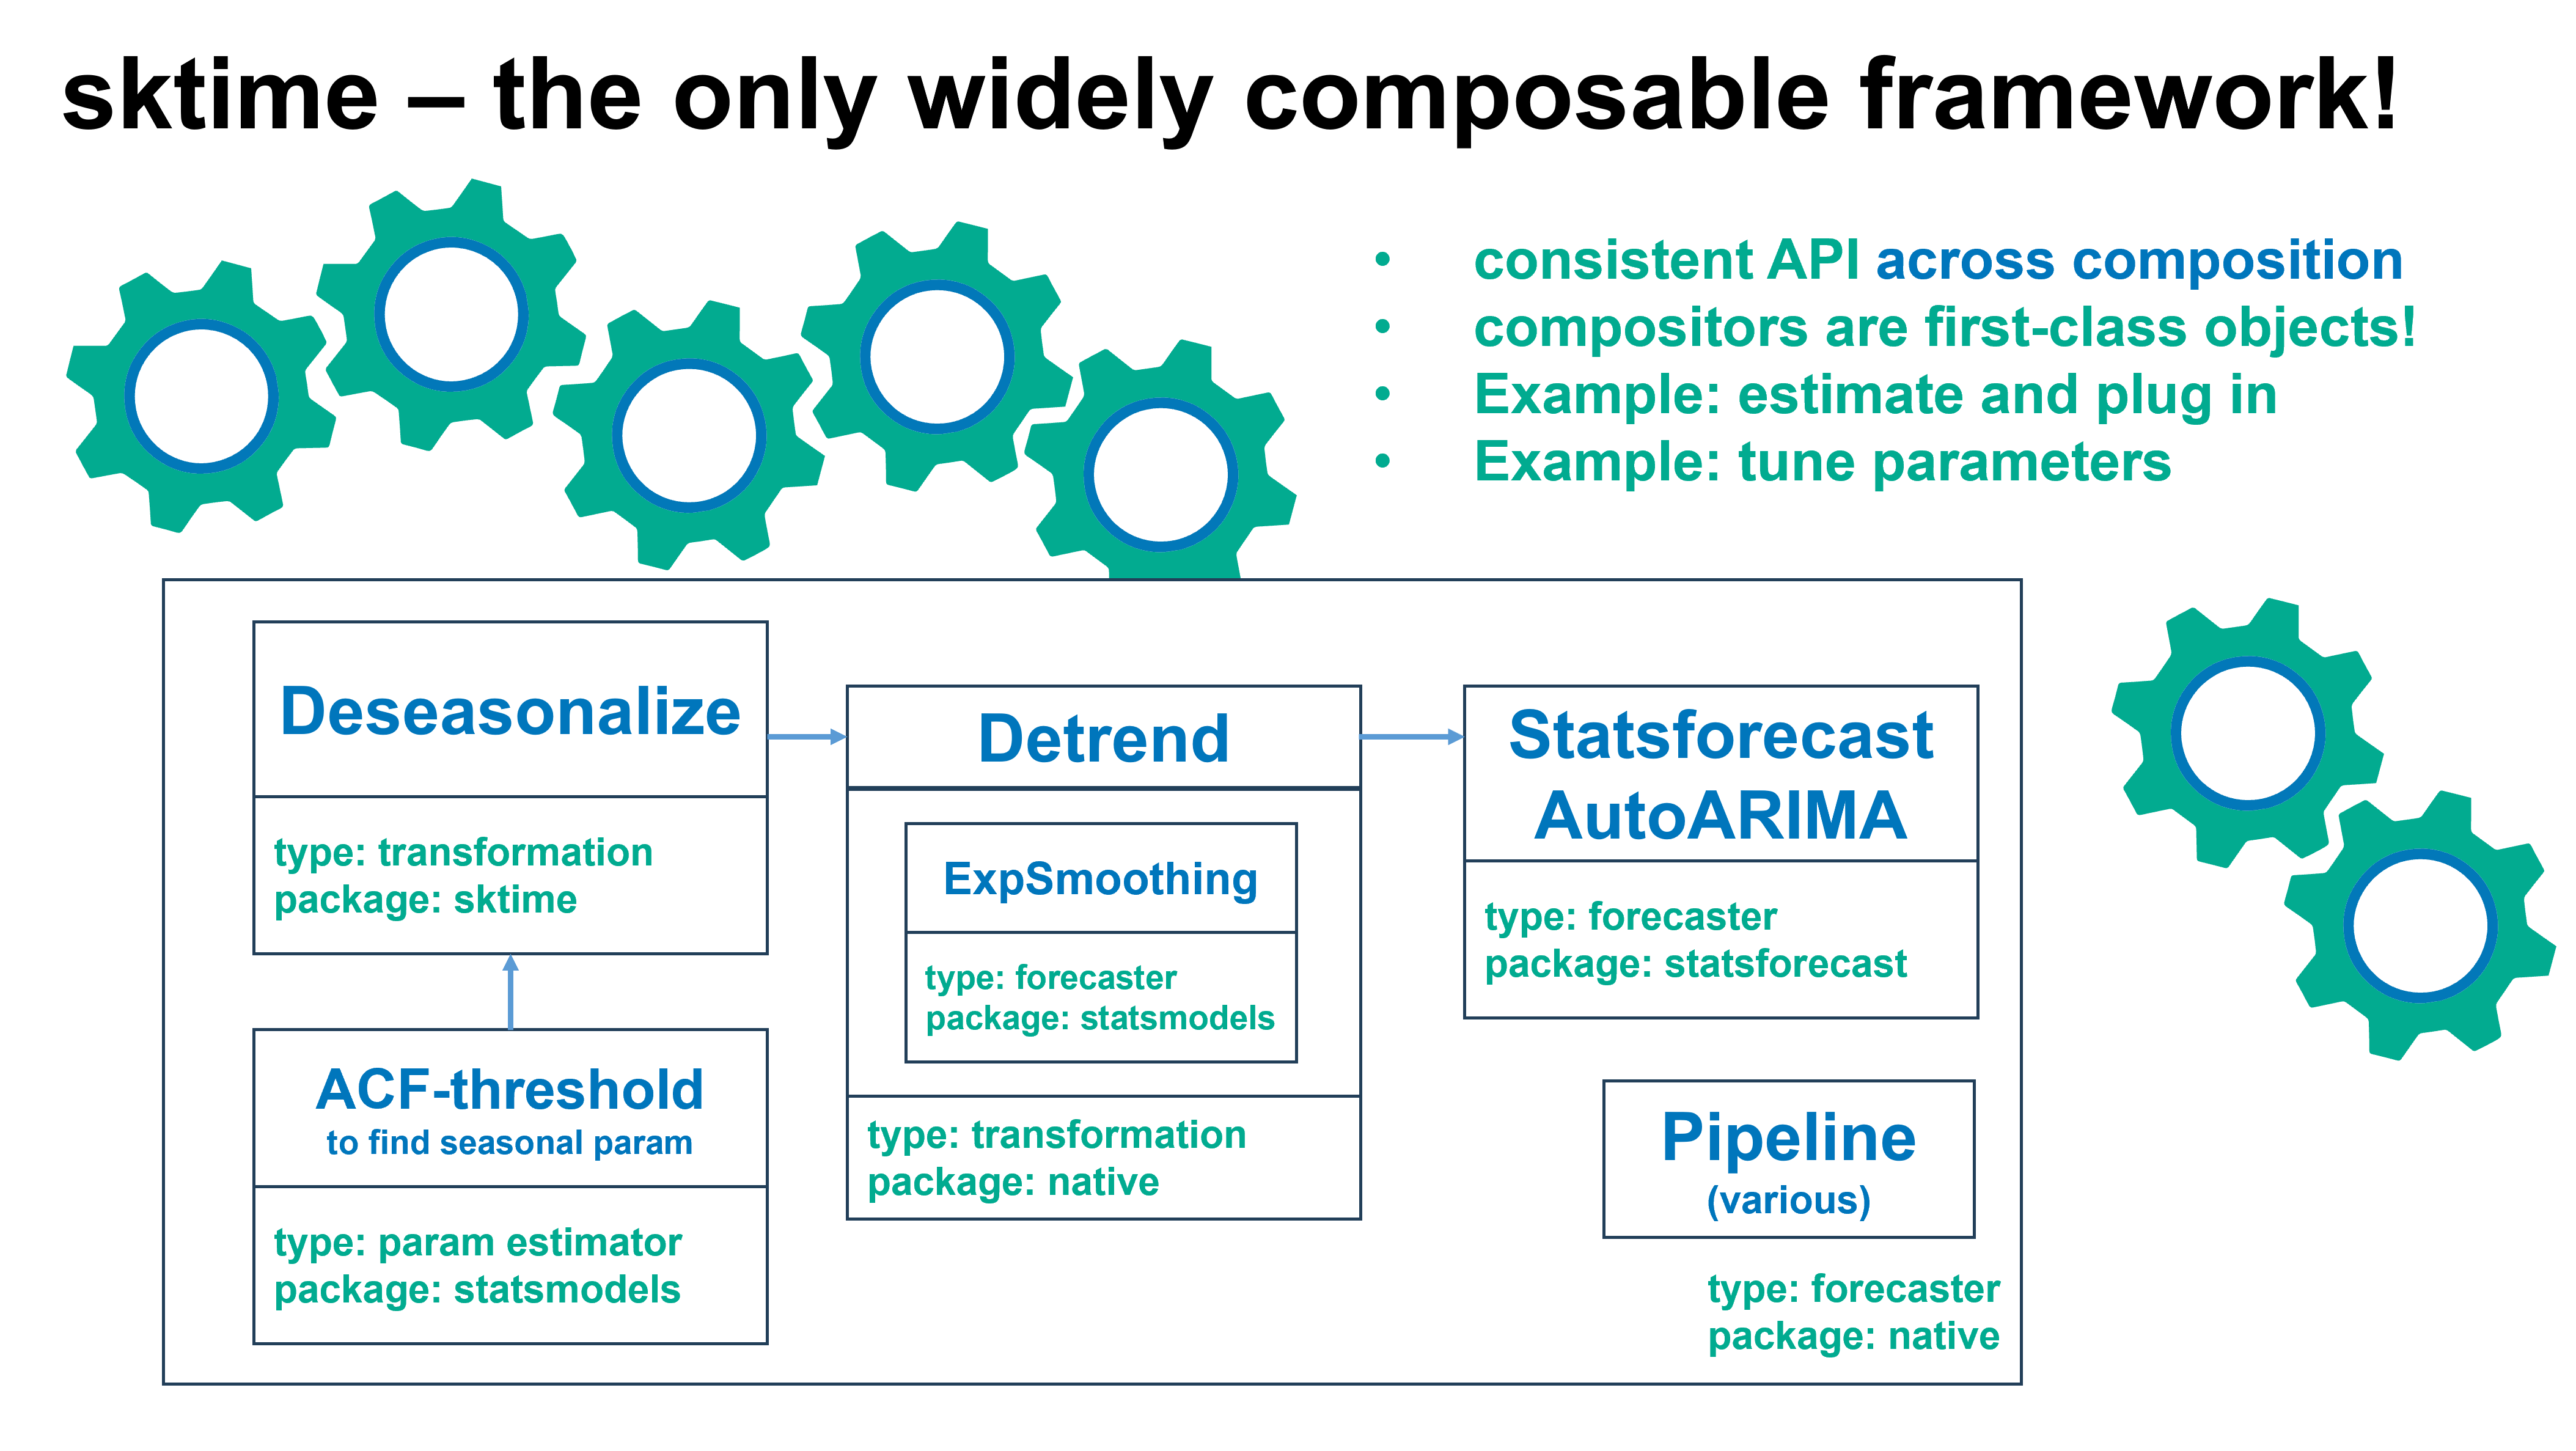 sktime – the only widely composable framework!
• consistent API across composition
• compositors are first-class objects!
• Example: estimate and plug in
• Example: tune parameters
Deseasonalize
type: transformation
package: sktime
ACF-threshold
to find seasonal param
type: param estimator
package: statsmodels
Detrend
ExpSmoothing
type: forecaster
package: statsmodels
type: transformation
package: native
Statsforecast
AutoARIMA
type: forecaster
package: statsforecast
Pipeline
(various)
type: forecaster
package: native